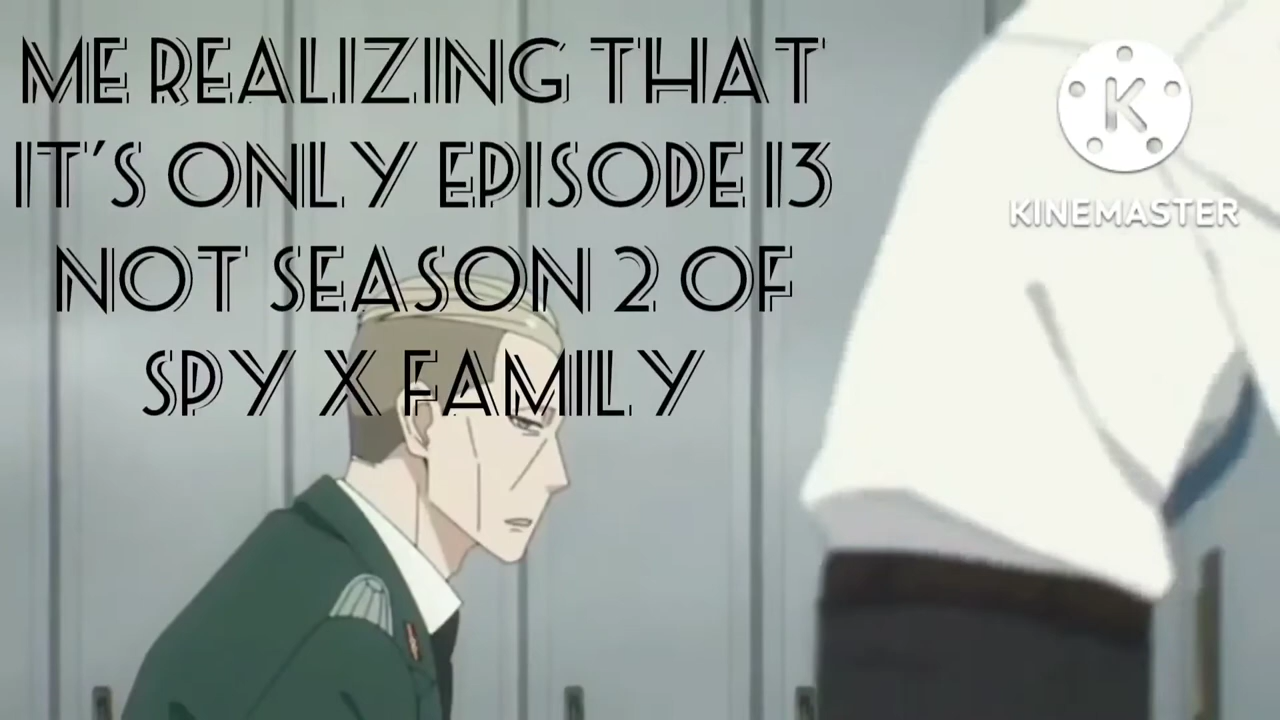 ME REALIZING THAT
IT'S ONLY EPISODE 13
NOT SEASON 2 OF
SPY X FAMILY
K
KINEMASTER